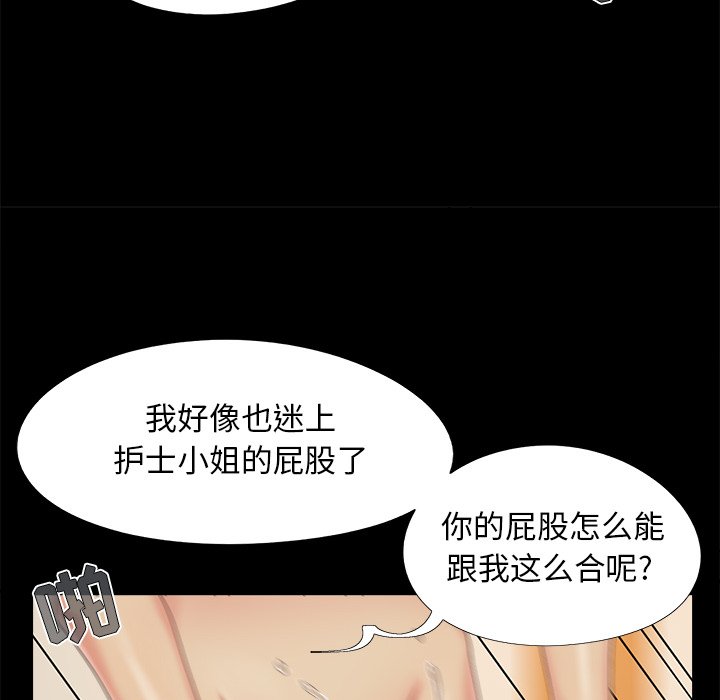 我好像也迷上
护士小姐的屁股了
你的屁股怎么能
跟我这么合呢?
啪